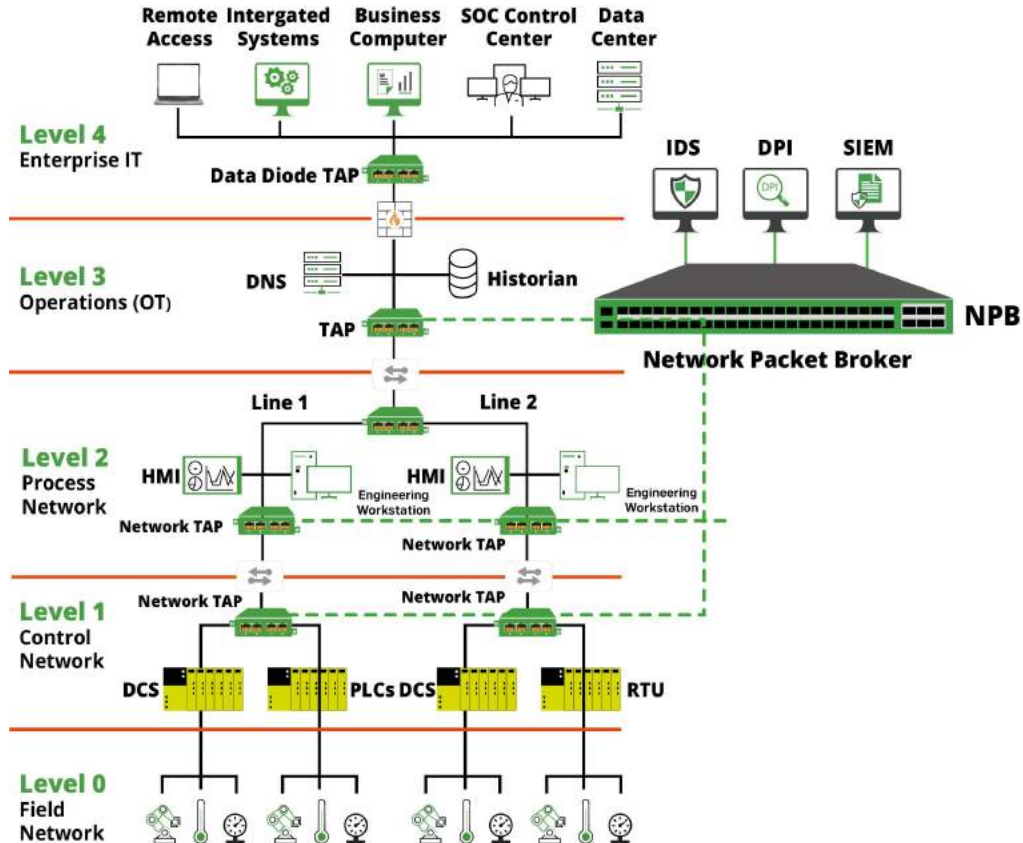 Remote Access
Intergated Systems
Business Computer
SOC Control Center
Data Center
Level 4
Enterprise IT
Data Diode TAP
IDS
DPI
SIEM
DPI
Level 3
Operations (OT)
DNS
Historian
TAP
NPB
Network Packet Broker
Line 1
Line 2
Level 2
Process
Network
HMI
Engineering
Workstation
HMI
Engineering
Workstation
Network TAP
Network TAP
Level 1
Control
Network
Network TAP
Network TAP
DCS
PLCs
DCS
RTU
Level 0
Field
Network